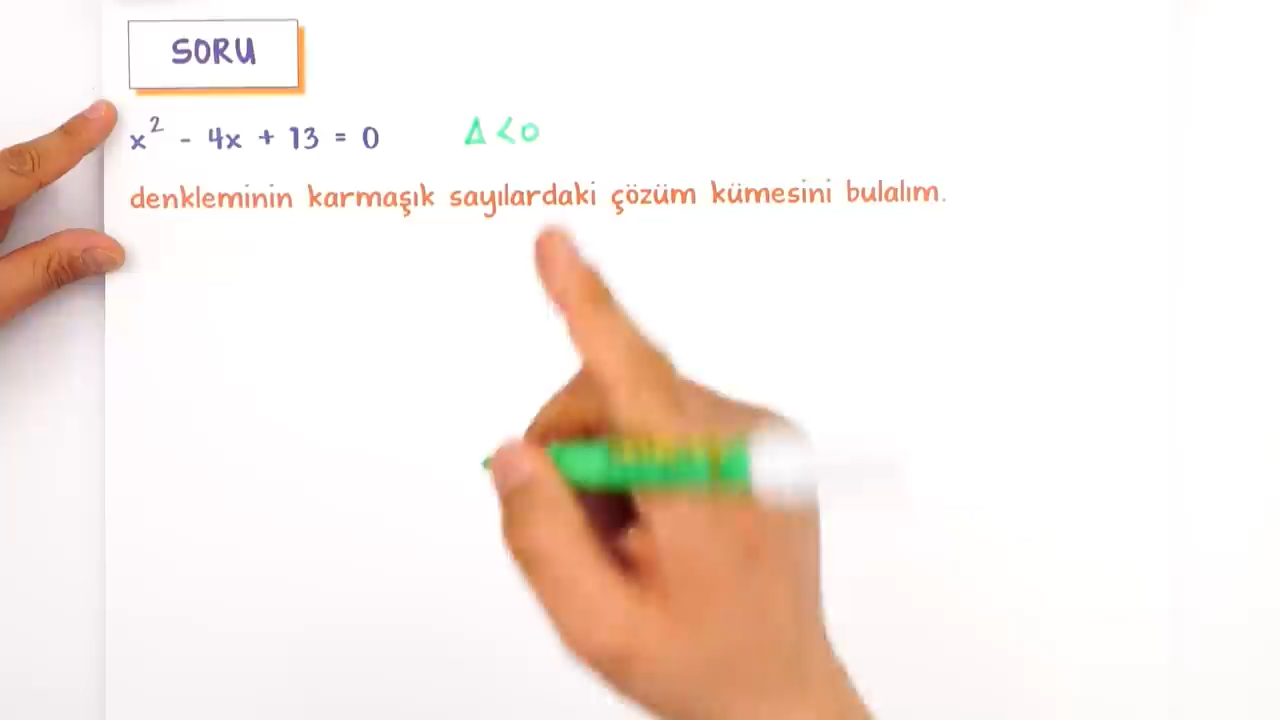 SORU
x² - 4x + 13 = 0 Δ < 0
denkleminin karmaşık sayılardaki çözüm kümesini bulalım.